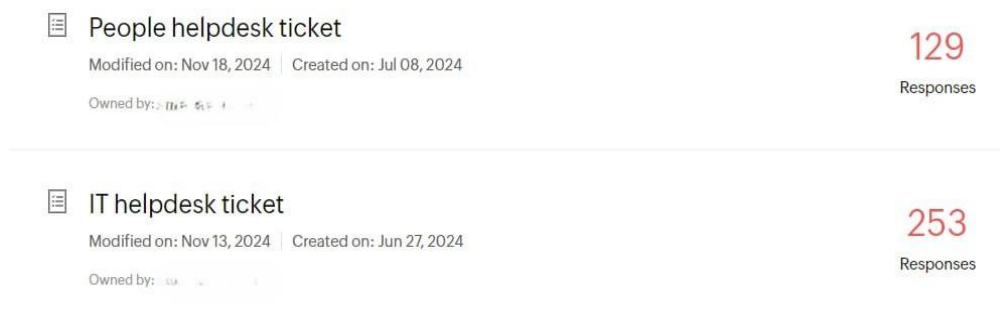 People helpdesk ticket
Modified on: Nov 18, 2024 Created on: Jul 08, 2024
Owned by:
129
Responses
IT helpdesk ticket
Modified on: Nov 13, 2024 Created on: Jun 27, 2024
Owned by:
253
Responses